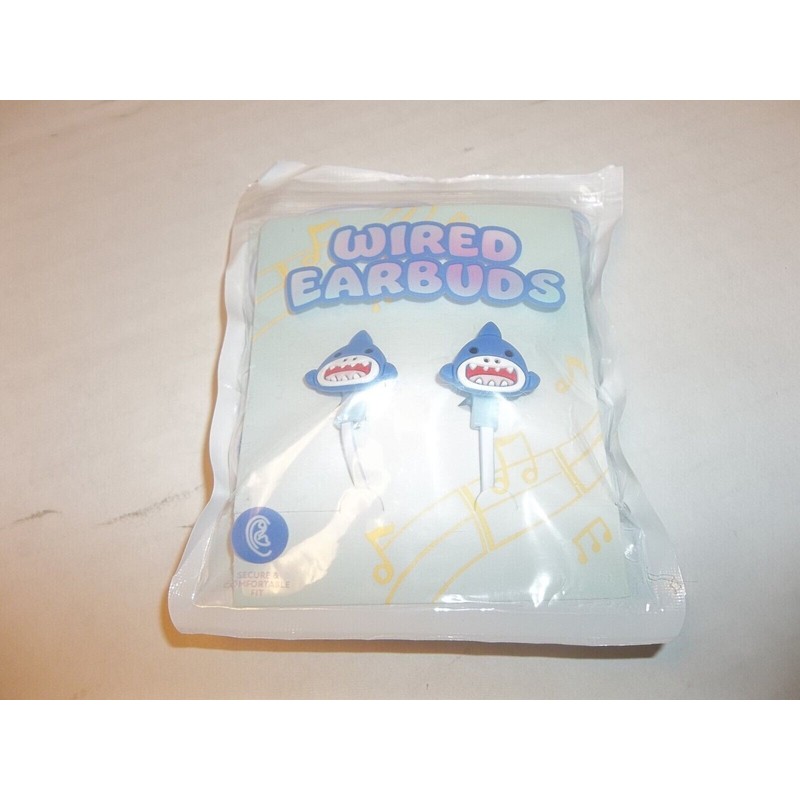 WIRED
EARBUDS
SECURE &
COMFORTABLE
FIT